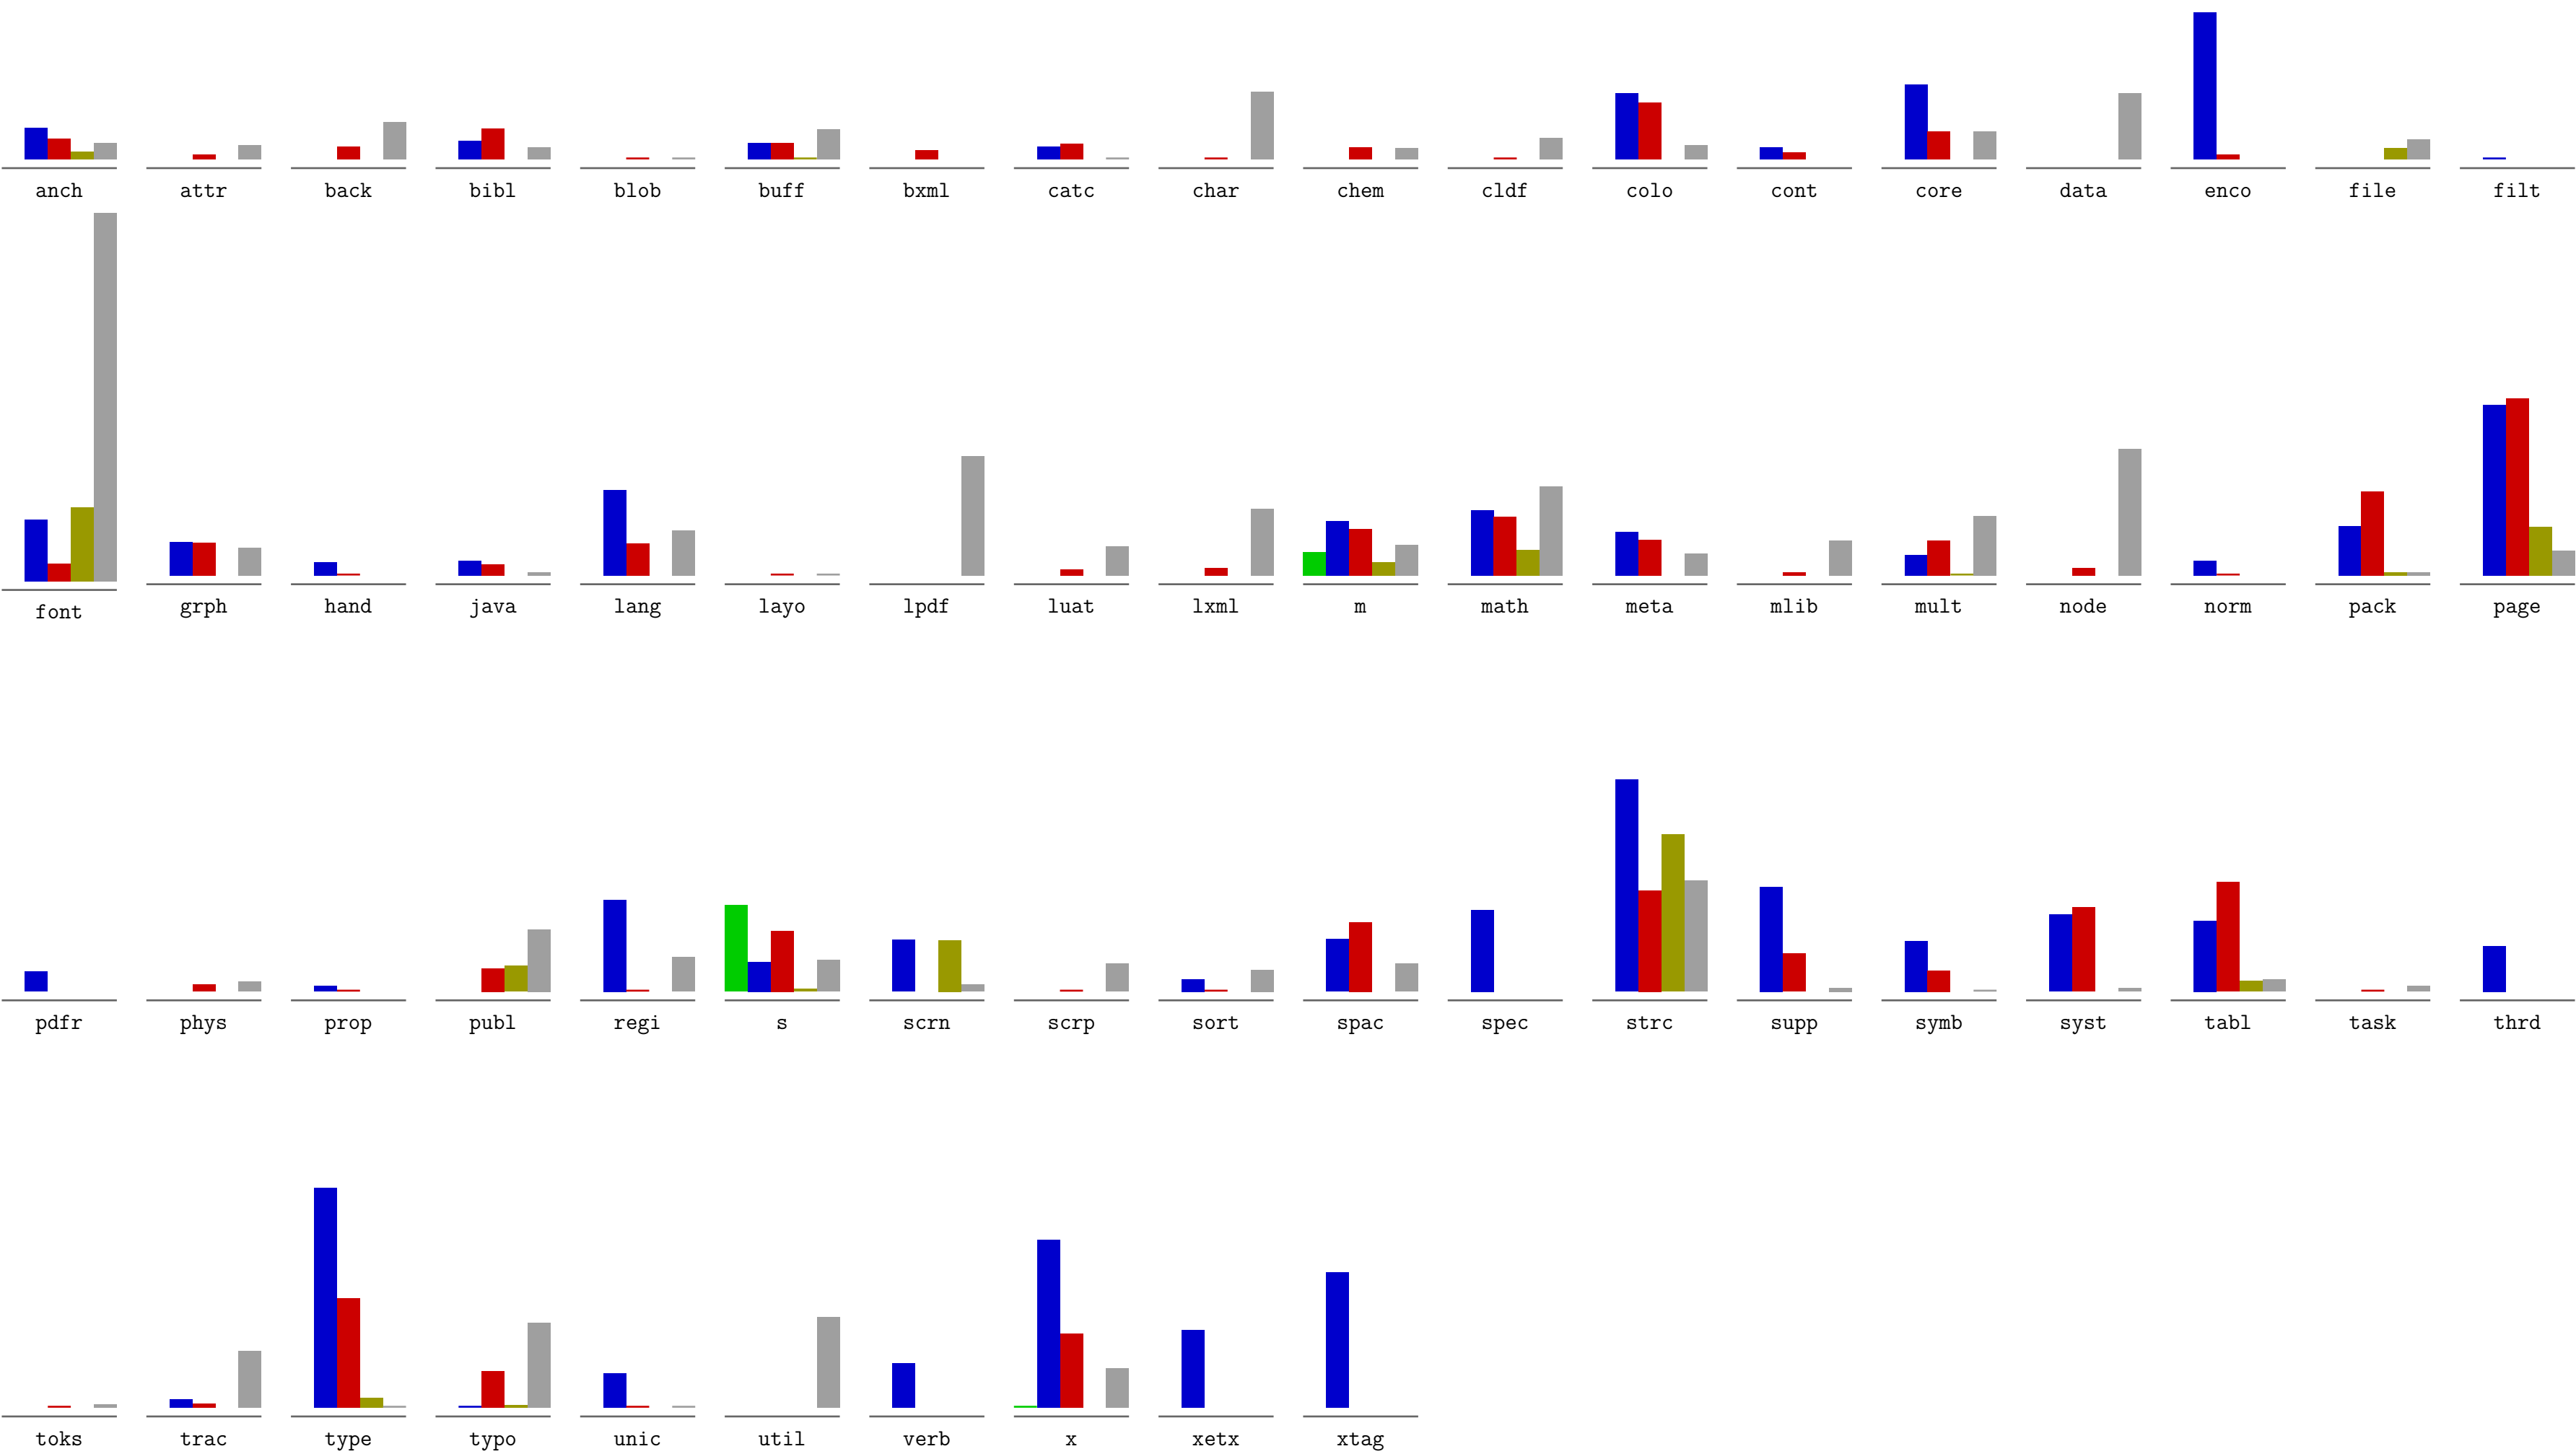 anch attr back bibl blob buff bxml catc char chem cldf colo cont core data enco file filt
font grph hand java lang layo lpdf luat lxml m math meta mlib mult node norm pack page
pdfr phys prop publ regi s scrn scrp sort spac spec strc supp symb syst tabl task thrd
toks trac type typo unic util verb x xetx xtag